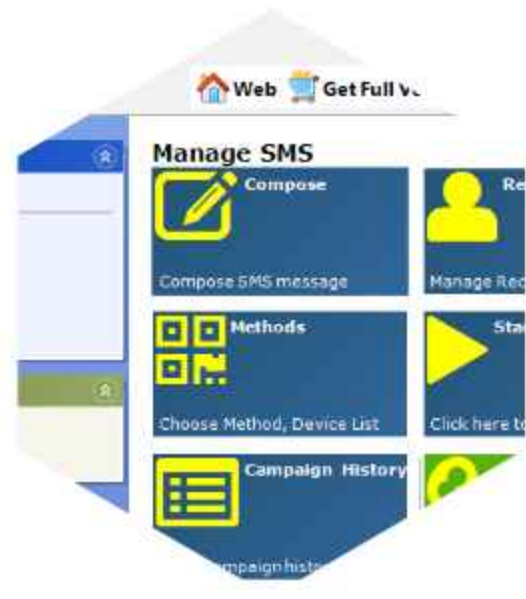 Web Get Full
Manage SMS
Compose
Compose SMS message
Manage
Methods
Choose Method, Device List
Click here to
Campaign History